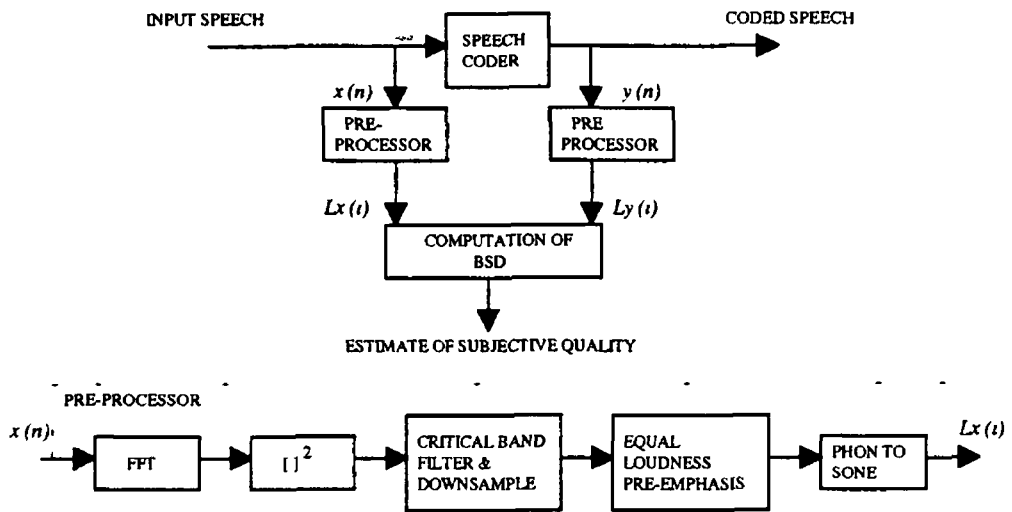 INPUT SPEECH
CODED SPEECH
SPEECH
CODER
x(n)
y(n)
PRE-
PROCESSOR
PRE
PROCESSOR
Lx(ι)
Ly(ι)
COMPUTATION OF
BSD
ESTIMATE OF SUBJECTIVE QUALITY
PRE-PROCESSOR
x(n)
Lx(ι)
FFT
[]²
CRITICAL BAND
FILTER &
DOWNSAMPLE
EQUAL
LOUDNESS
PRE-EMPHASIS
PHON TO
SONE